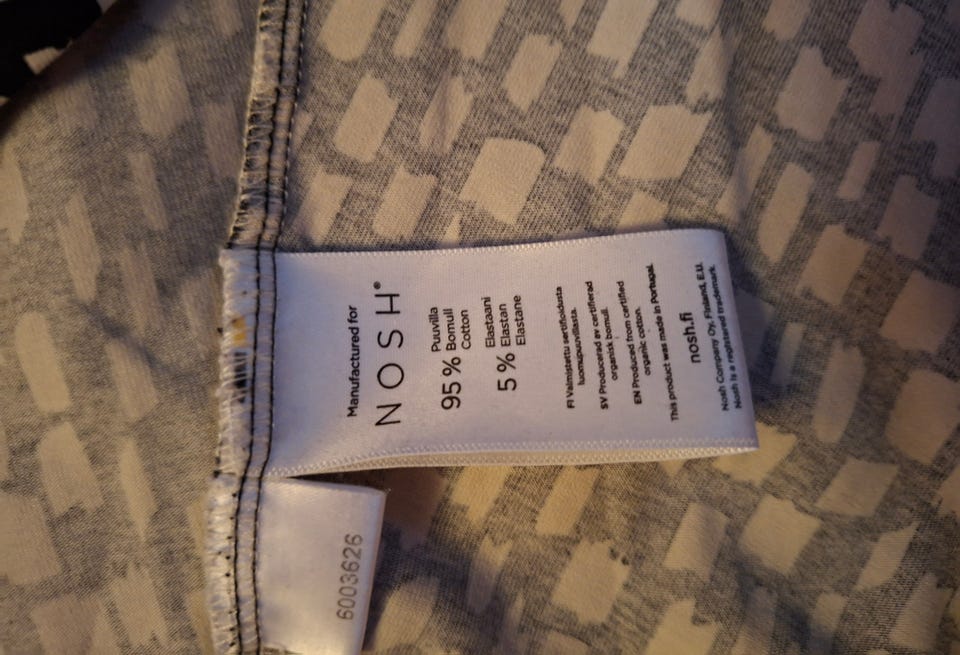 Manufactured for
NOSH®
95 % Puuvilla
Bomull
Cotton
5 % Elastaani
Elastan
Elastane
FI Valmistettu sertifioidusta
luomupuuvillasta.
SV Producerad av certifierad
organisk bomull.
EN Produced from certified
organic cotton.
This product was made in Portugal.
nosh.fi
Nosh Company Oy, Finland, E.U.
Nosh is a registered trademark.
6003626